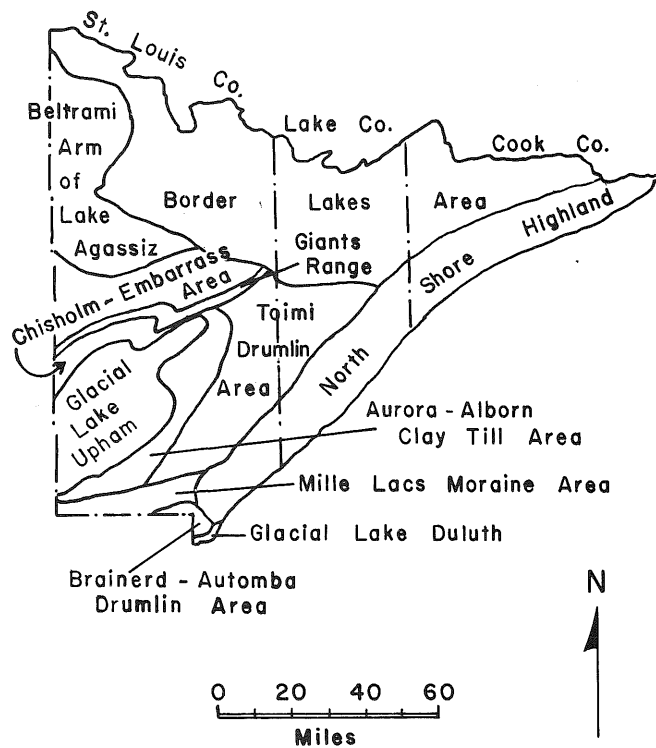 St. Louis Co.
Lake Co.
Cook Co.
Beltrami
Arm
of
Lake
Agassiz
Border Lakes Area
Giants
Range
North Shore Highland
Chisholm - Embarrass
Area
Toimi
Drumlin
Area
Glacial
Lake
Upham
Aurora - Alborn
Clay Till Area
Mille Lacs Moraine Area
Glacial Lake Duluth
Brainerd - Automba
Drumlin Area
N
0 20 40 60
Miles